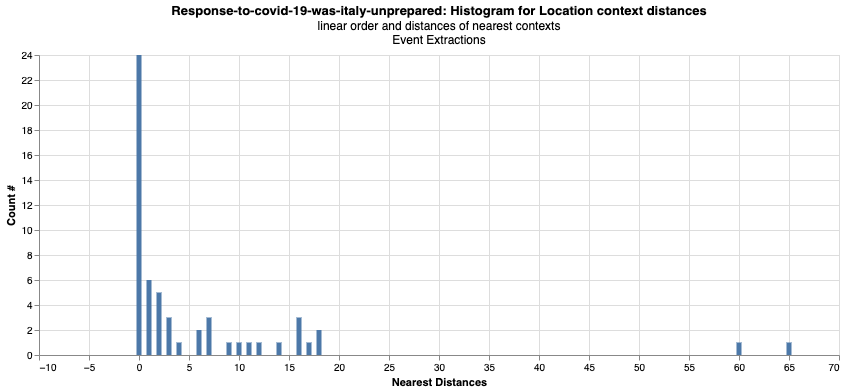 Response-to-covid-19-was-italy-unprepared: Histogram for Location context distances
linear order and distances of nearest contexts
Event Extractions
24
22
20
18
16
14
12
10
8
6
4
2
0
Count #
−10 −5 0 5 10 15 20 25 30 35 40 45 50 55 60 65 70
Nearest Distances